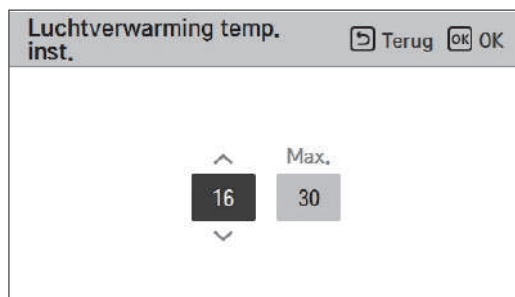 Luchtverwarming temp.
inst.
Terug OK OK
Max.
16 30